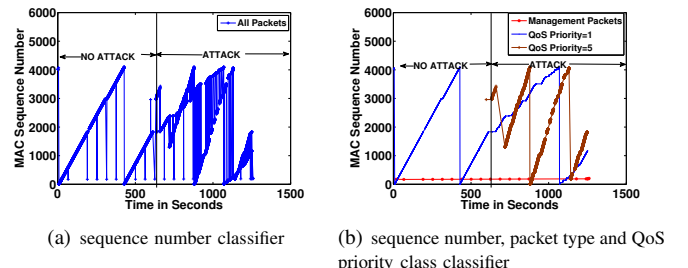 6000
5000
4000
3000
2000
1000
0
MAC Sequence Number
All Packets
NO ATTACK
ATTACK
0
500
1000
1500
Time in Seconds
(a) sequence number classifier
6000
5000
4000
3000
2000
1000
0
MAC Sequence Number
Management Packets
QoS Priority=1
QoS Priority=5
NO ATTACK
ATTACK
0
500
1000
1500
Time in Seconds
(b) sequence number, packet type and QoS
priority class classifier